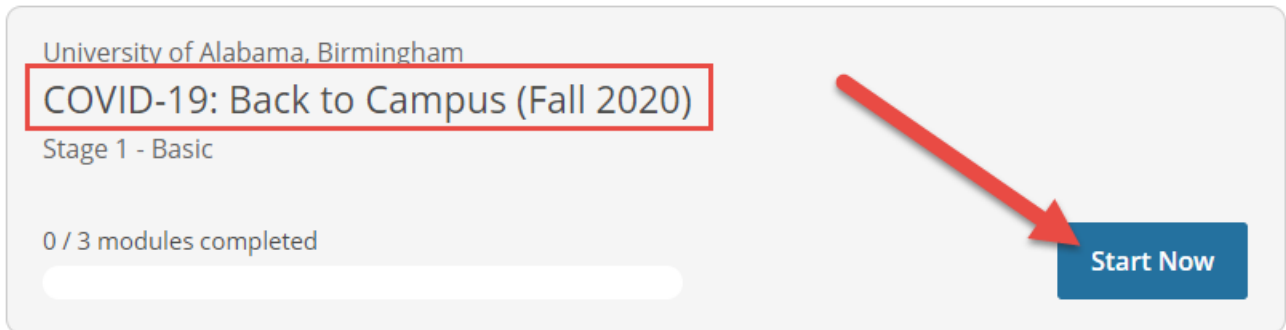 University of Alabama, Birmingham
COVID-19: Back to Campus (Fall 2020)
Stage 1 - Basic
0 / 3 modules completed
Start Now